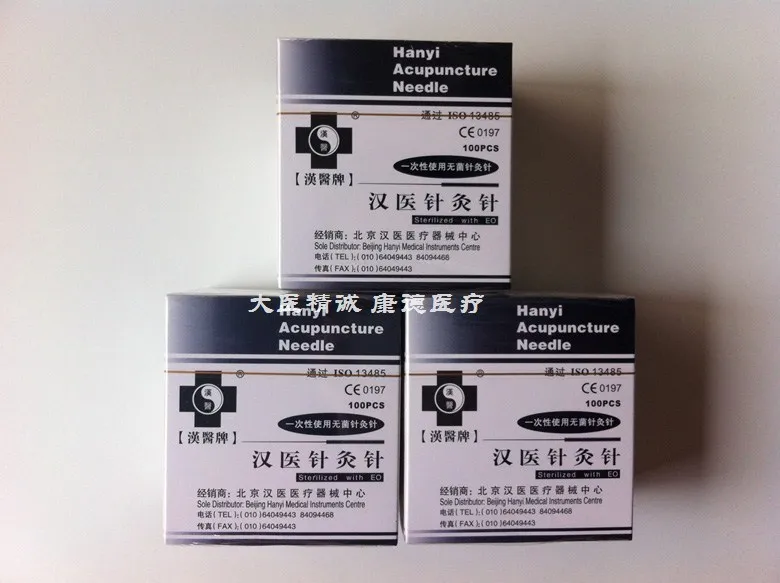 Hanyi
Acupuncture
Needle
通过 ISO 13485
漢醫
®
CE 0197
100PCS
一次性使用无菌针灸针
【漢醫牌】
汉医针灸针
Sterilized with EO
经销商：北京汉医医疗器械中心
Sole Distributor: Beijing Hanyi Medical Instruments Centre
电话（TEL）：（010）64049443 84094468
传真（FAX）：（010）64049443
大医精诚 康德医疗
Hanyi
Acupuncture
Needle
通过 ISO 13485
漢醫
®
CE 0197
100PCS
一次性使用无菌针灸针
【漢醫牌】
汉医针灸针
Sterilized with EO
经销商：北京汉医医疗器械中心
Sole Distributor: Beijing Hanyi Medical Instruments Centre
电话（TEL）：（010）64049443 84094468
传真（FAX）：（010）64049443
Hanyi
Acupuncture
Needle
通过 ISO 13485
漢醫
®
CE 0197
100PCS
一次性使用无菌针灸针
【漢醫牌】
汉医针灸针
Sterilized with EO
经销商：北京汉医医疗器械中心
Sole Distributor: Beijing Hanyi Medical Instruments Centre
电话（TEL）：（010）64049443 84094468
传真（FAX）：（010）64049443